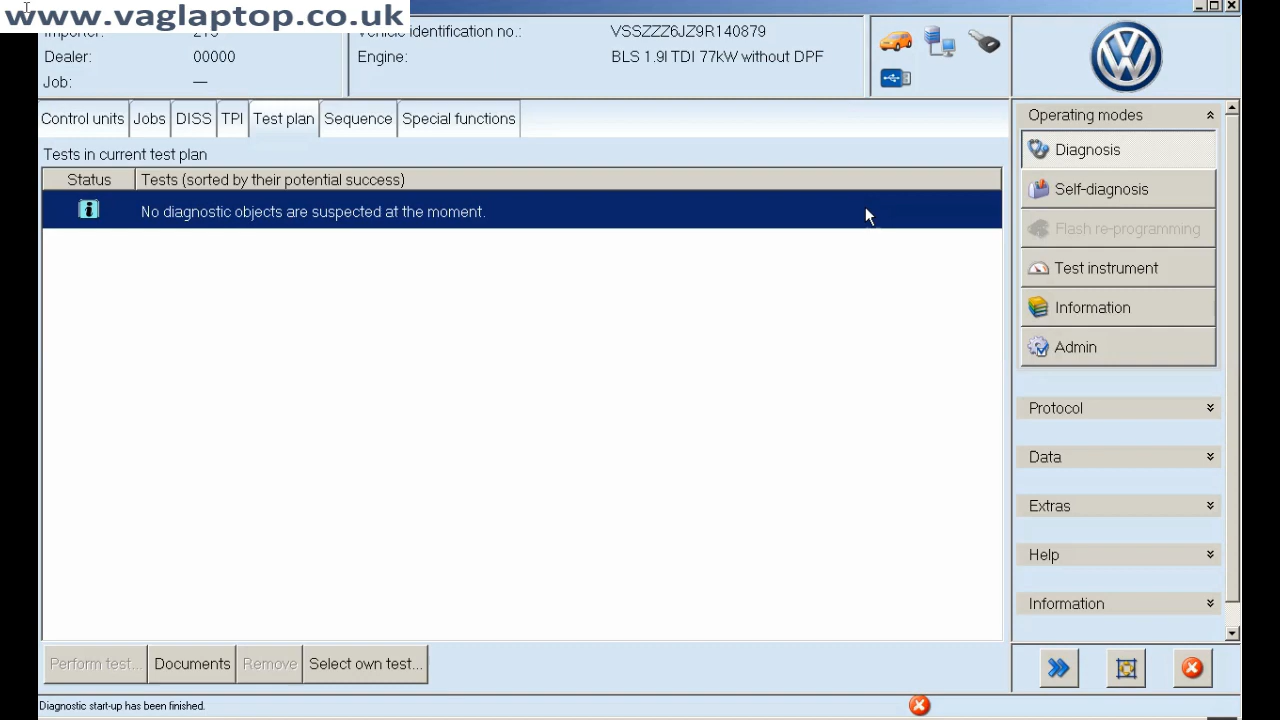 www.vaglaptop.co.uk
Importer:
Vehicle identification no.: VSSZZZ6JZ9R140879
Dealer: 00000
Engine: BLS 1.9l TDI 77kW without DPF
Job: —
Control units Jobs DISS TPI Test plan Sequence Special functions
Tests in current test plan
Status Tests (sorted by their potential success)
No diagnostic objects are suspected at the moment.
Perform test... Documents Remove Select own test...
Diagnostic start-up has been finished.
Operating modes
Diagnosis
Self-diagnosis
Flash re-programming
Test instrument
Information
Admin
Protocol
Data
Extras
Help
Information